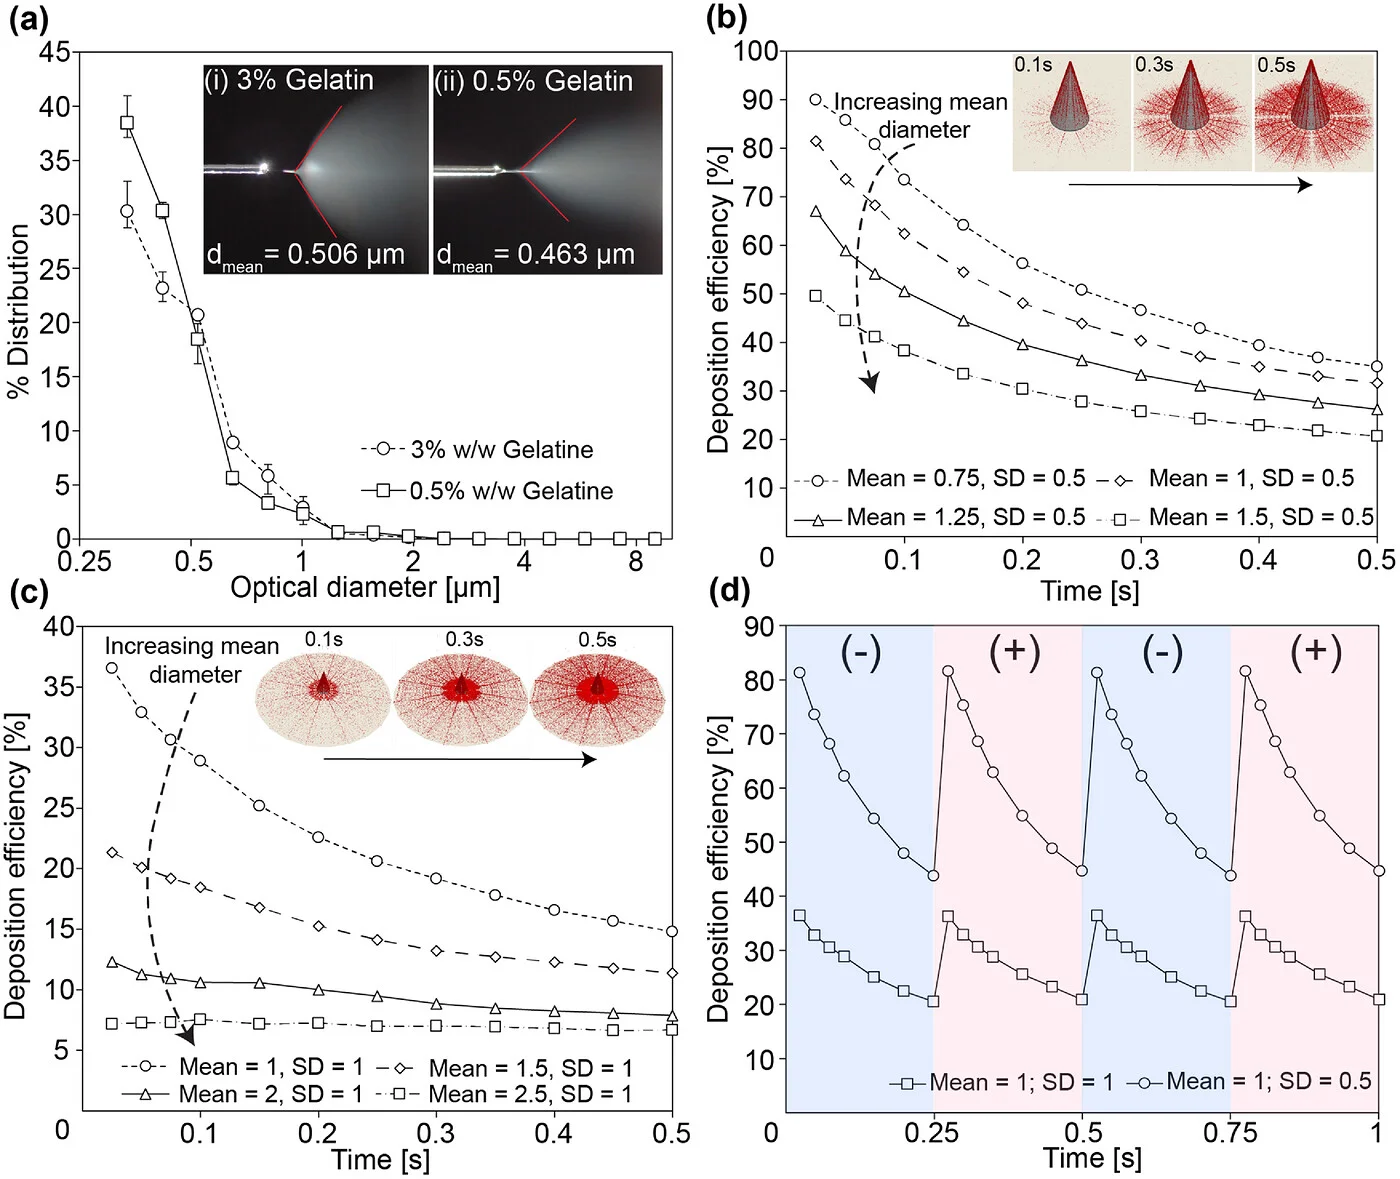 (a)
45
40
35
30
25
20
15
10
5
0
% Distribution
(i) 3% Gelatin
d mean = 0.506 µm
(ii) 0.5% Gelatin
d mean = 0.463 µm
3% w/w Gelatine
0.5% w/w Gelatine
0.25 0.5 1 2 4 8
Optical diameter [µm]
(b)
100
90
80
70
60
50
40
30
20
10
0
Deposition efficiency [%]
Increasing mean
diameter
0.1s 0.3s 0.5s
Mean = 0.75, SD = 0.5 Mean = 1, SD = 0.5
Mean = 1.25, SD = 0.5 Mean = 1.5, SD = 0.5
0.1 0.2 0.3 0.4 0.5
Time [s]
(c)
40
35
30
25
20
15
10
5
0
Deposition efficiency [%]
Increasing mean
diameter
0.1s 0.3s 0.5s
Mean = 1, SD = 1 Mean = 1.5, SD = 1
Mean = 2, SD = 1 Mean = 2.5, SD = 1
0.1 0.2 0.3 0.4 0.5
Time [s]
(d)
90
80
70
60
50
40
30
20
10
Deposition efficiency [%]
(-) (+) (-) (+)
Mean = 1; SD = 1 Mean = 1; SD = 0.5
0 0.25 0.5 0.75 1
Time [s]